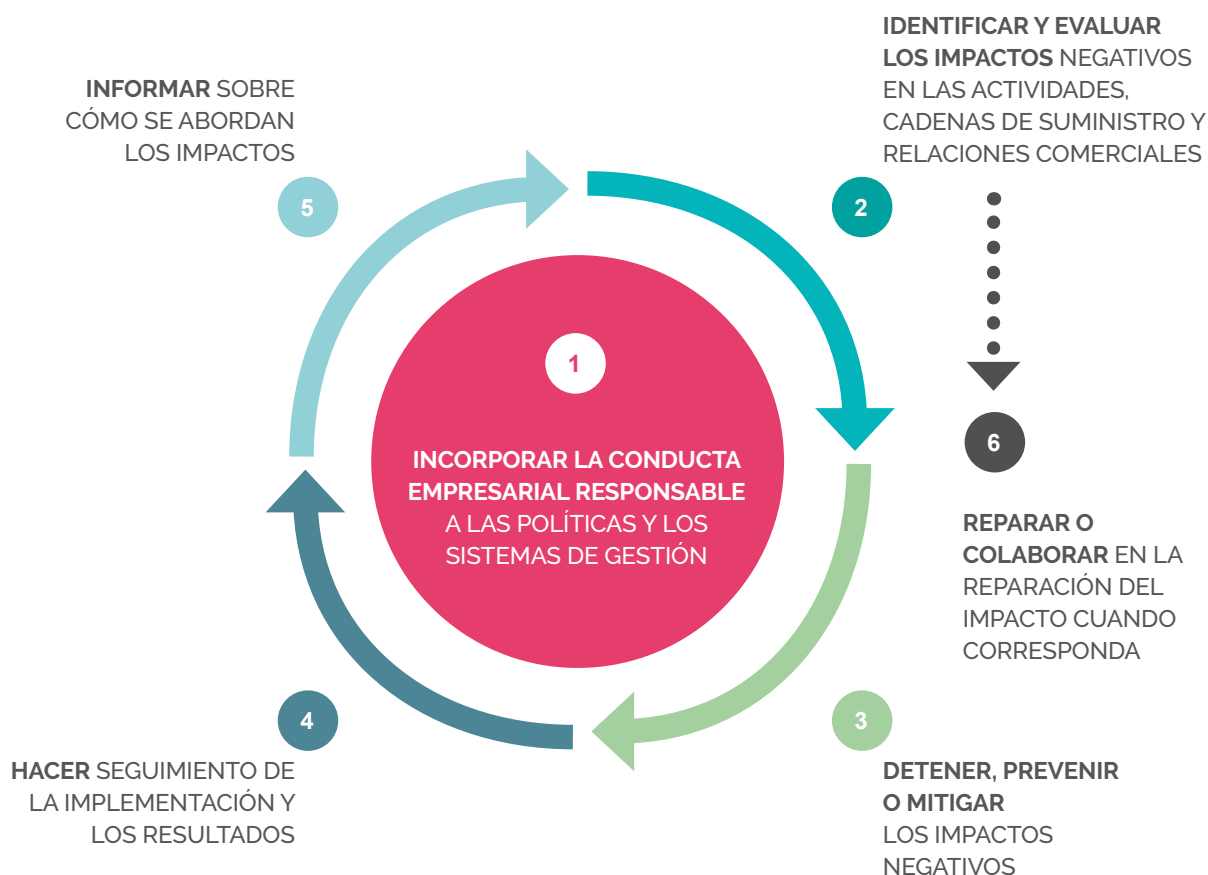 1
INCORPORAR LA CONDUCTA
EMPRESARIAL RESPONSABLE
A LAS POLÍTICAS Y LOS
SISTEMAS DE GESTIÓN
2
IDENTIFICAR Y EVALUAR
LOS IMPACTOS NEGATIVOS
EN LAS ACTIVIDADES,
CADENAS DE SUMINISTRO Y
RELACIONES COMERCIALES
3
DETENER, PREVENIR
O MITIGAR
LOS IMPACTOS
NEGATIVOS
4
HACER SEGUIMIENTO DE
LA IMPLEMENTACIÓN Y
LOS RESULTADOS
5
INFORMAR SOBRE
CÓMO SE ABORDAN
LOS IMPACTOS
6
REPARAR O
COLABORAR EN LA
REPARACIÓN DEL
IMPACTO CUANDO
CORRESPONDA